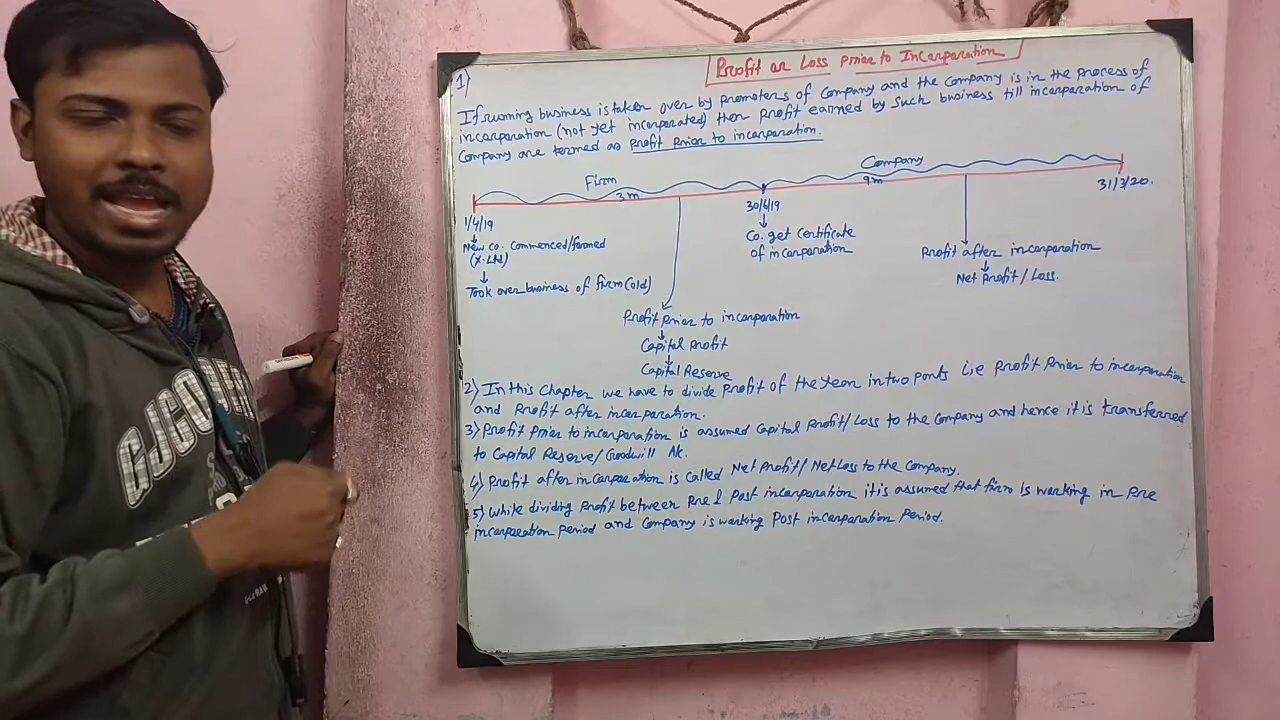 Profit or Loss prior to Incorporation
1)
If running business is taken over by promoters of company and the company is in the process of
incorporation (not yet incorporated) then profit earned by such business till incorporation of
company are termed as profit prior to incorporation.
Firm
Company
3m
9m
1/4/19
30/6/19
31/3/20.
New co. commenced/formed
(X. Ltd)
Took over business of firm (old)
Co. get certificate
of incorporation
Profit after incorporation
Net Profit / Loss.
Profit prior to incorporation
Capital profit
Capital Reserve
2) In this chapter we have to divide profit of the year in two parts i,e profit prior to incorporation
and Profit after incorporation.
3) Profit prior to incorporation is assumed capital profit/Loss to the company and hence it is transferred
to Capital Reserve/Goodwill A/c.
4) Profit after incorporation is called Net Profit/Net Loss to the company.
5) While dividing profit between pre & post incorporation it is assumed that firm is working in pre
incorporation period and company is working Post incorporation period.